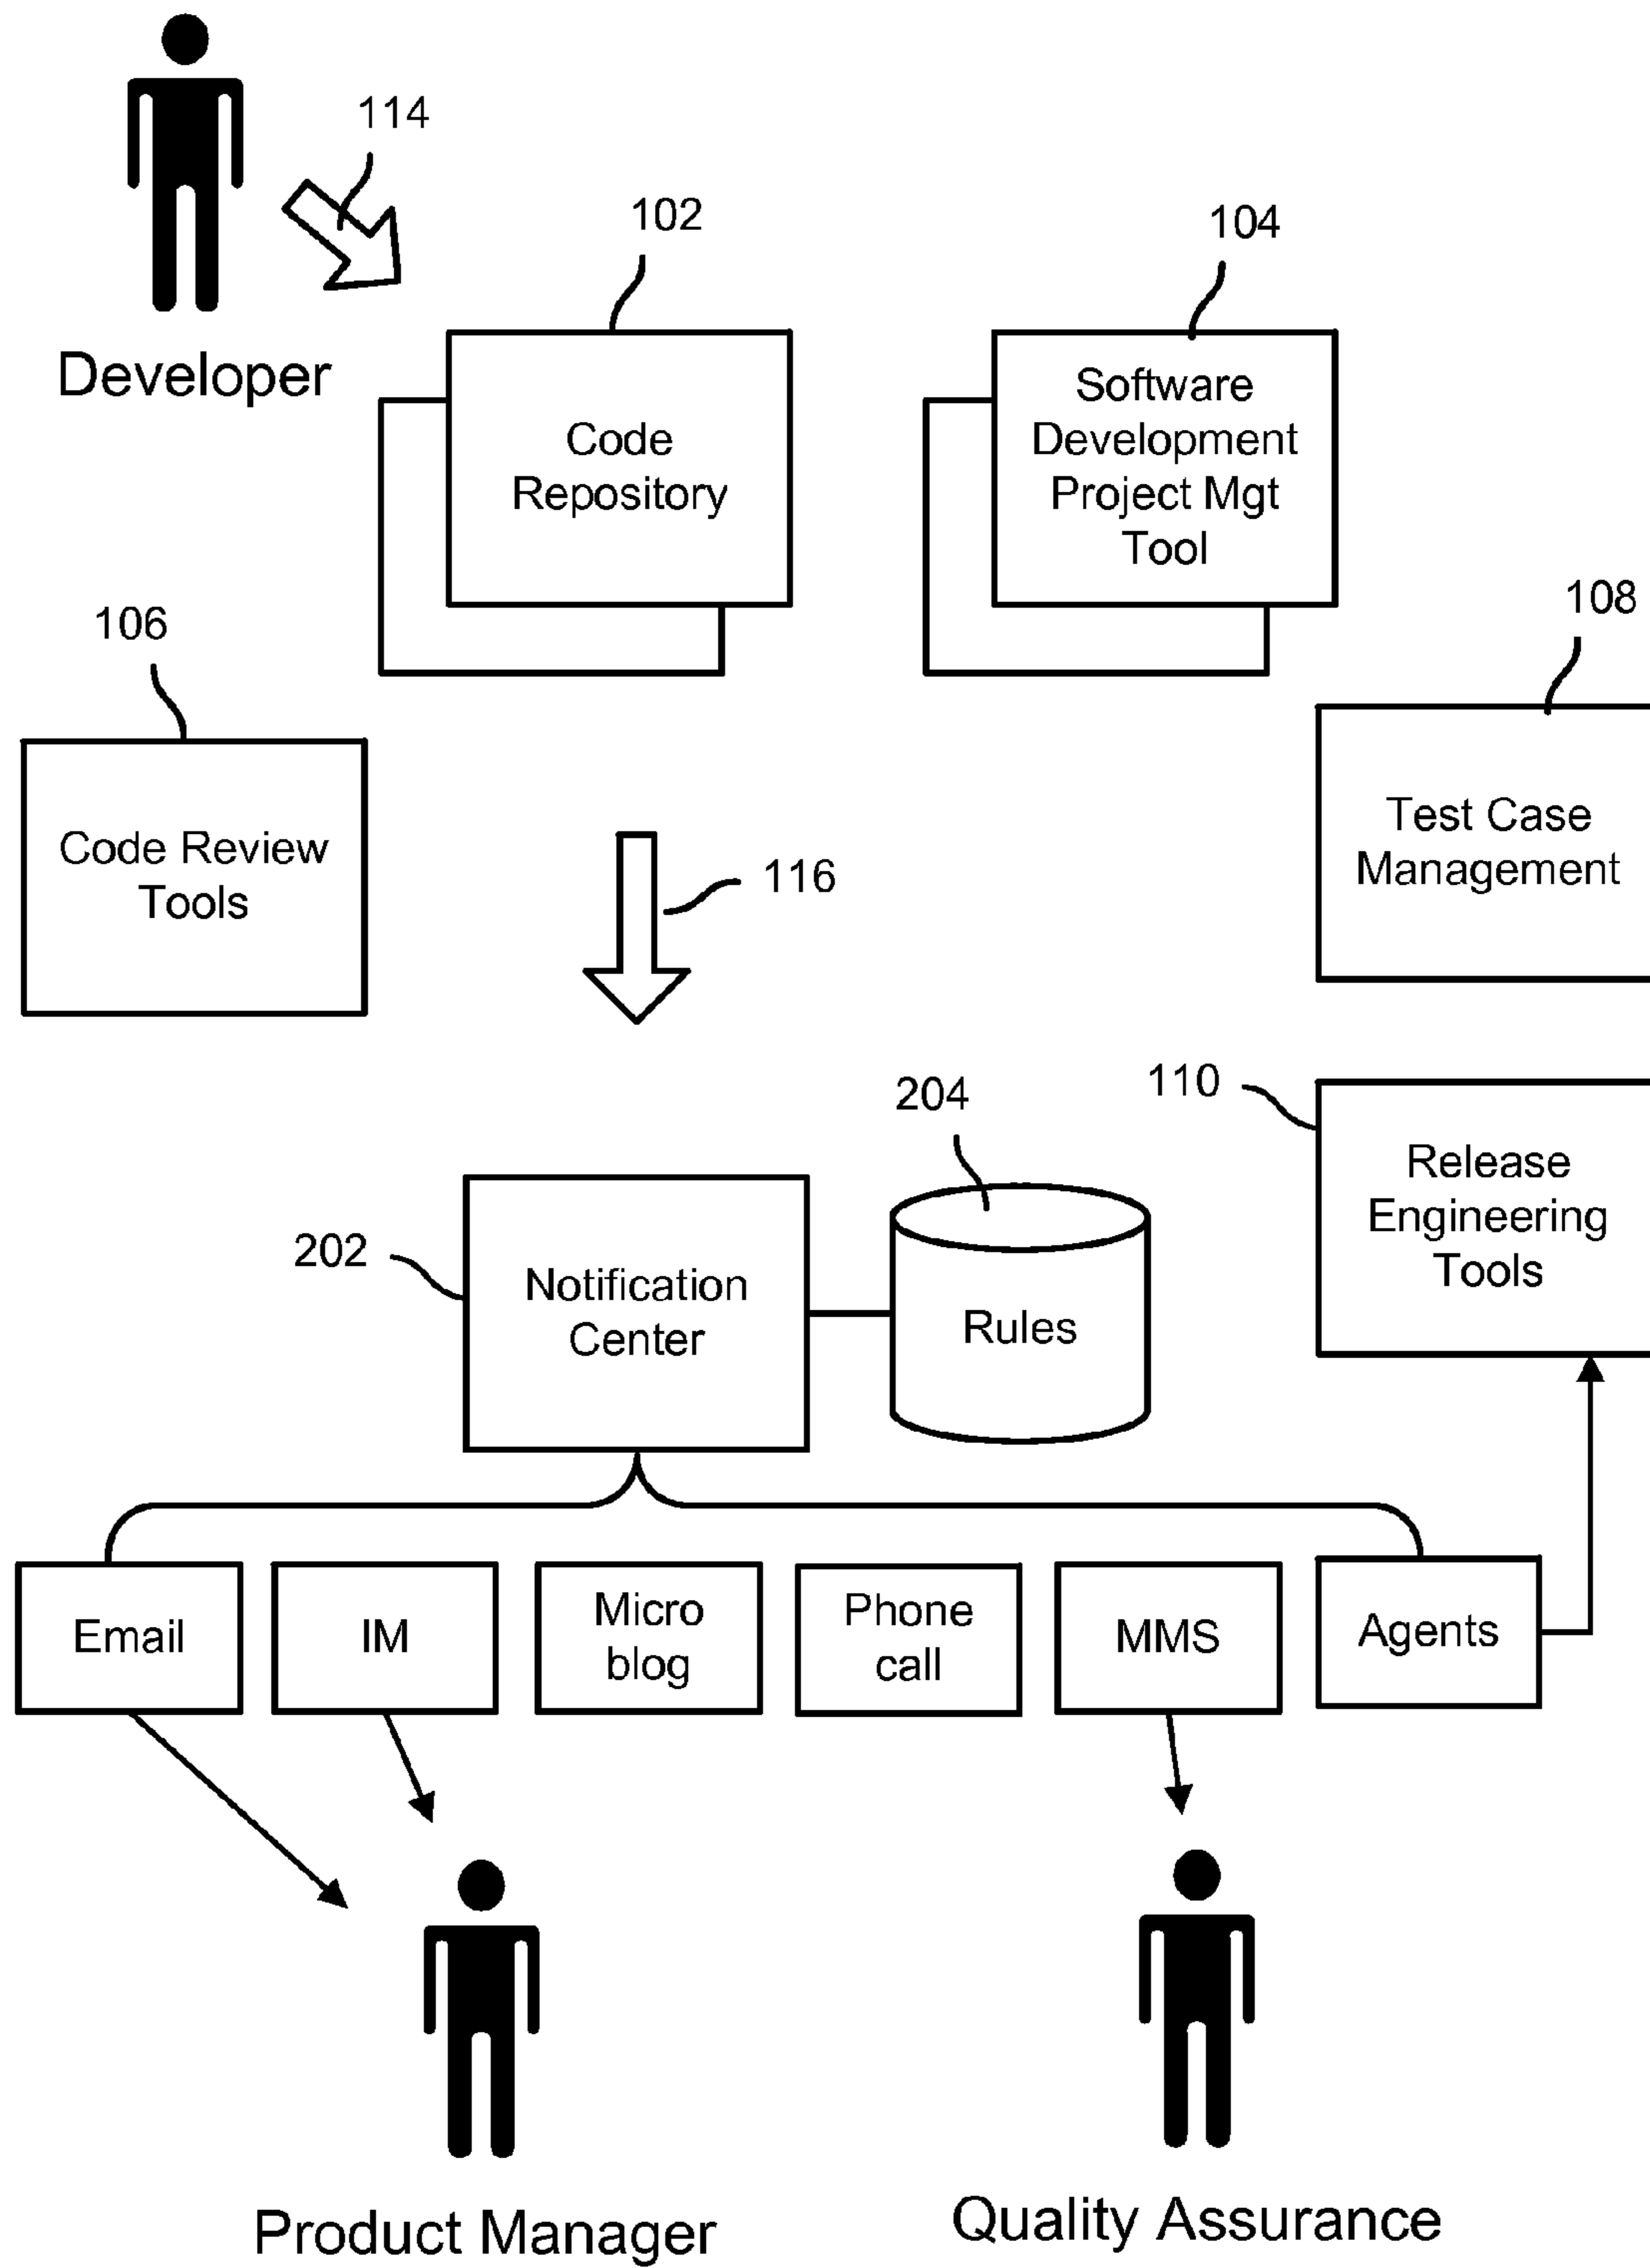 114
102
104
Developer
Code
Repository
Software
Development
Project Mgt
Tool
106
108
Code Review
Tools
116
Test Case
Management
204
110
202
Notification
Center
Rules
Release
Engineering
Tools
Email
IM
Micro
blog
Phone
call
MMS
Agents
Product Manager
Quality Assurance